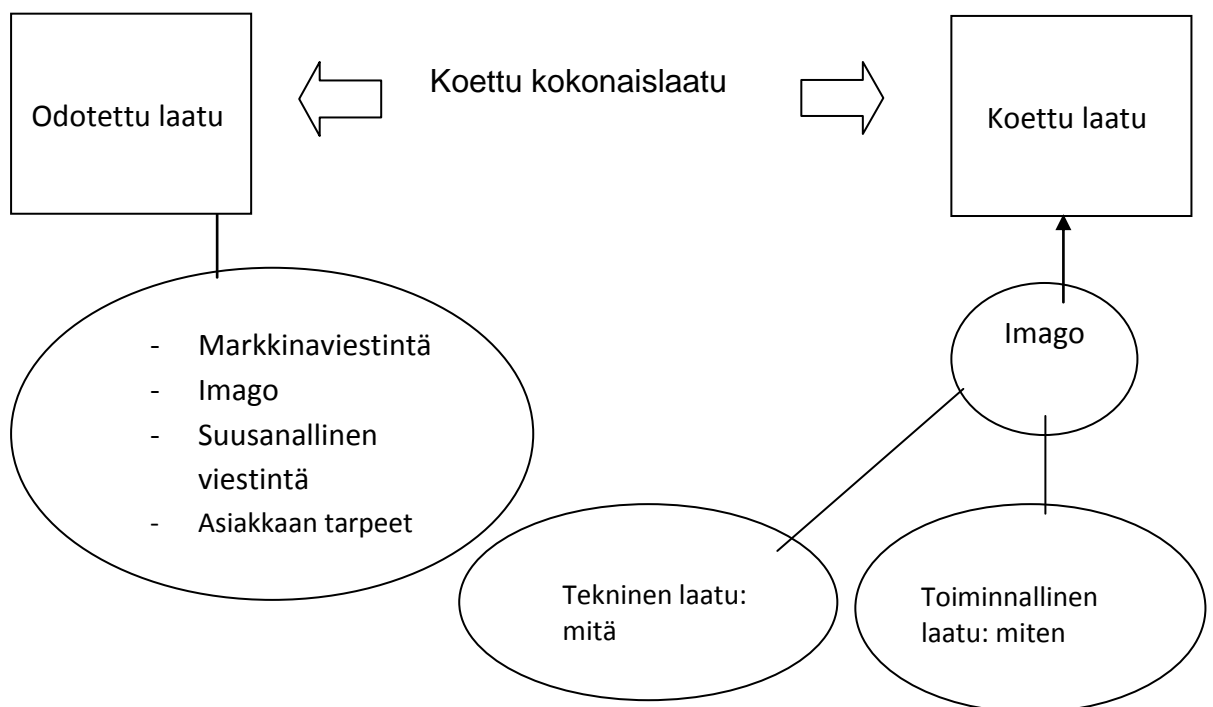 Odotettu laatu
Koettu kokonaislaatu
Koettu laatu
- Markkinaviestintä
- Imago
- Suusanallinen
viestintä
- Asiakkaan tarpeet
Imago
Tekninen laatu:
mitä
Toiminnallinen
laatu: miten